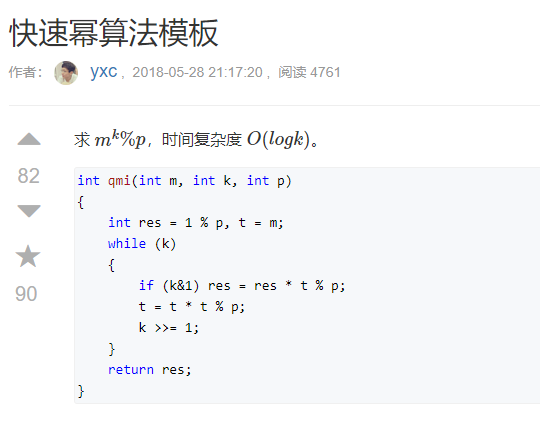 快速幂算法模板
作者： yxc , 2018-05-28 21:17:20 , 阅读 4761
82
90
求 m^k%p，时间复杂度 O(logk)。
int qmi(int m, int k, int p)
{
    int res = 1 % p, t = m;
    while (k)
    {
        if (k&1) res = res * t % p;
        t = t * t % p;
        k >>= 1;
    }
    return res;
}